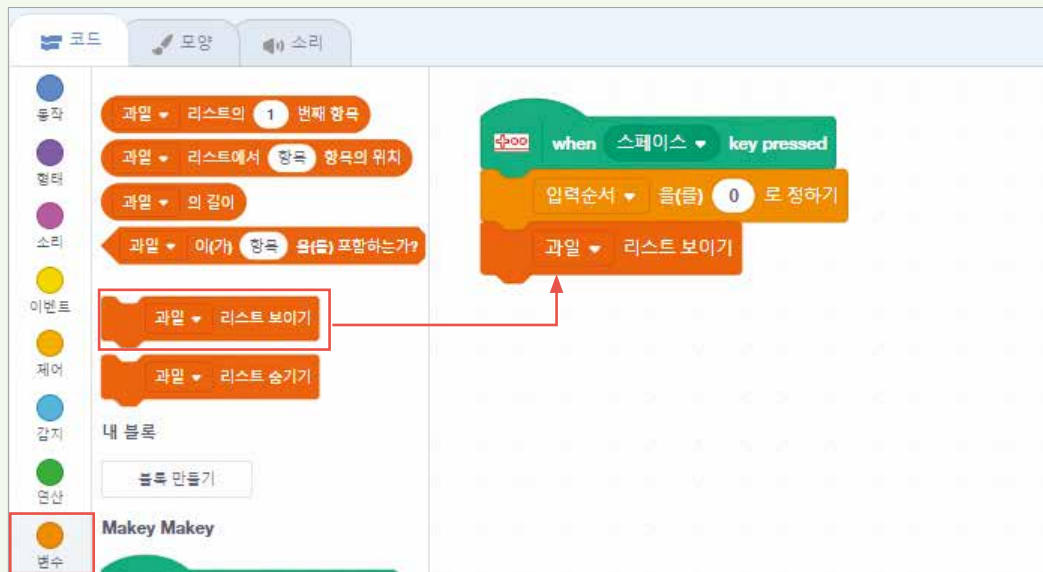 코드 모양 소리
동작
형태
소리
이벤트
제어
감지
연산
변수
과일 리스트의 1 번째 항목
과일 리스트에서 항목 항목의 위치
과일 의 길이
과일 이(가) 항목 을(를) 포함하는가?
과일 리스트 보이기
과일 리스트 숨기기
내 블록
블록 만들기
Makey Makey
when 스페이스 key pressed
입력순서 을(를) 0 로 정하기
과일 리스트 보이기